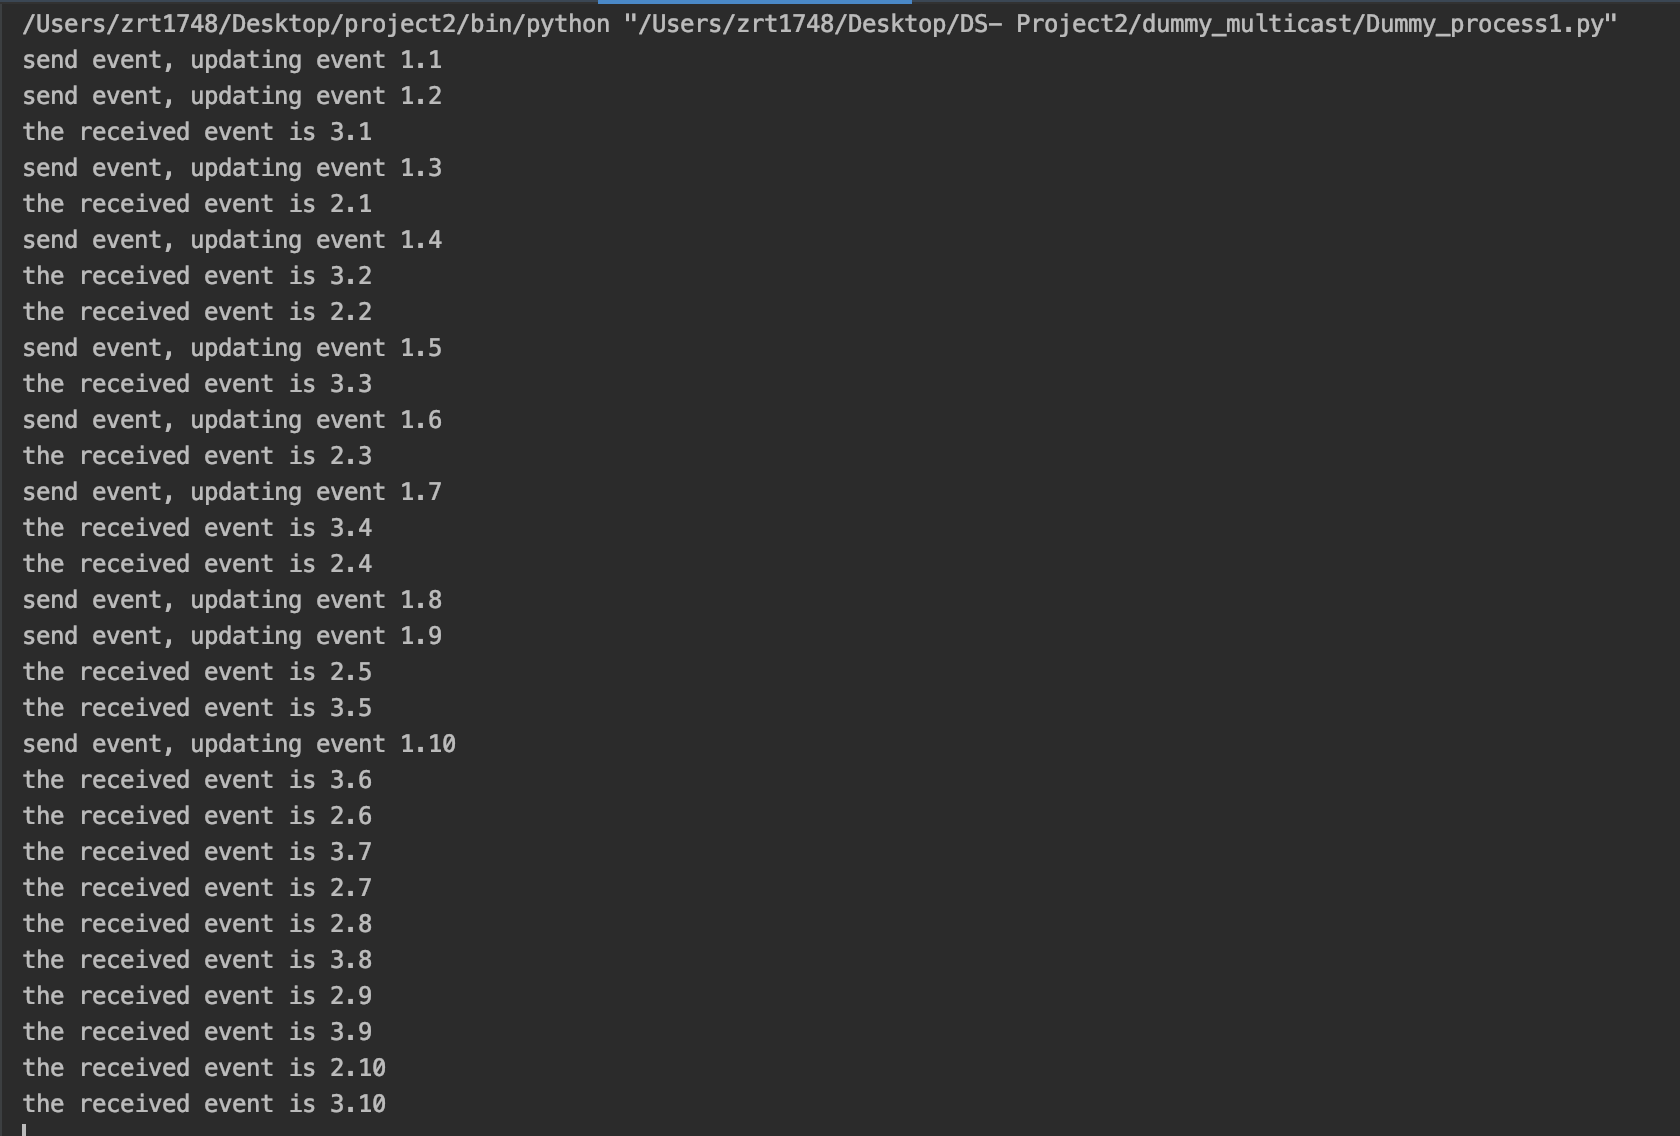 /Users/zrt1748/Desktop/project2/bin/python "/Users/zrt1748/Desktop/DS- Project2/dummy_multicast/Dummy_process1.py"
send event, updating event 1.1
send event, updating event 1.2
the received event is 3.1
send event, updating event 1.3
the received event is 2.1
send event, updating event 1.4
the received event is 3.2
the received event is 2.2
send event, updating event 1.5
the received event is 3.3
send event, updating event 1.6
the received event is 2.3
send event, updating event 1.7
the received event is 3.4
the received event is 2.4
send event, updating event 1.8
send event, updating event 1.9
the received event is 2.5
the received event is 3.5
send event, updating event 1.10
the received event is 3.6
the received event is 2.6
the received event is 3.7
the received event is 2.7
the received event is 2.8
the received event is 3.8
the received event is 2.9
the received event is 3.9
the received event is 2.10
the received event is 3.10